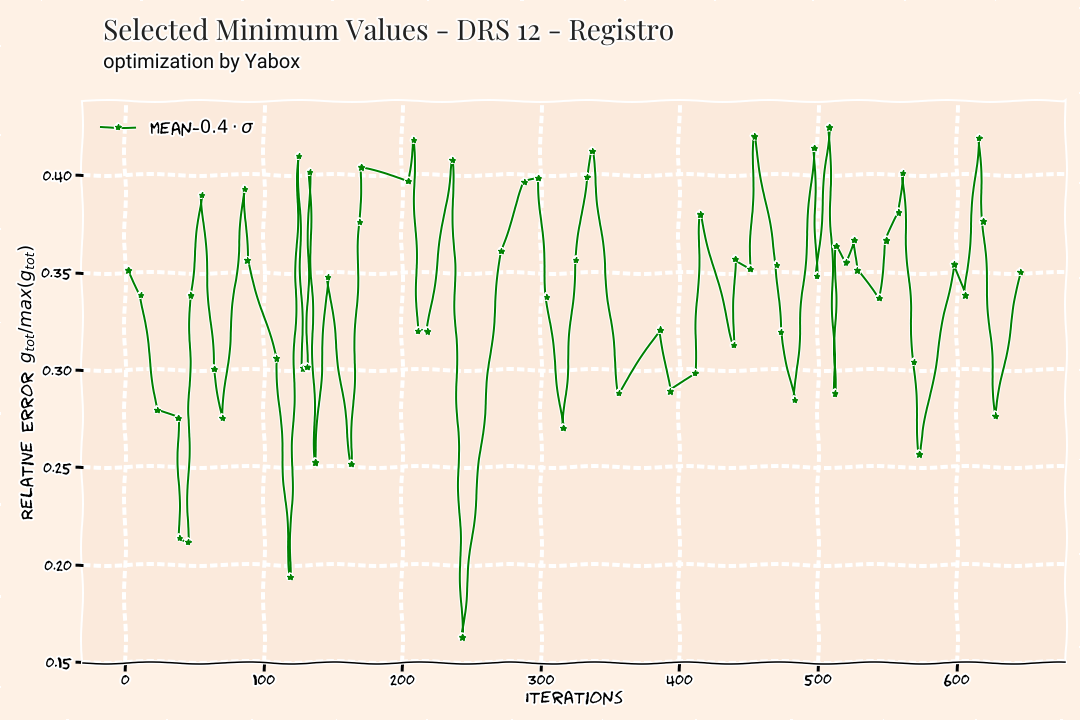 Selected Minimum Values - DRS 12 - Registro
optimization by Yabox
MEAN-0.4 · σ
RELATIVE ERROR g_tot/max(g_tot)
0.40
0.35
0.30
0.25
0.20
0.15
0 100 200 300 400 500 600
ITERATIONS